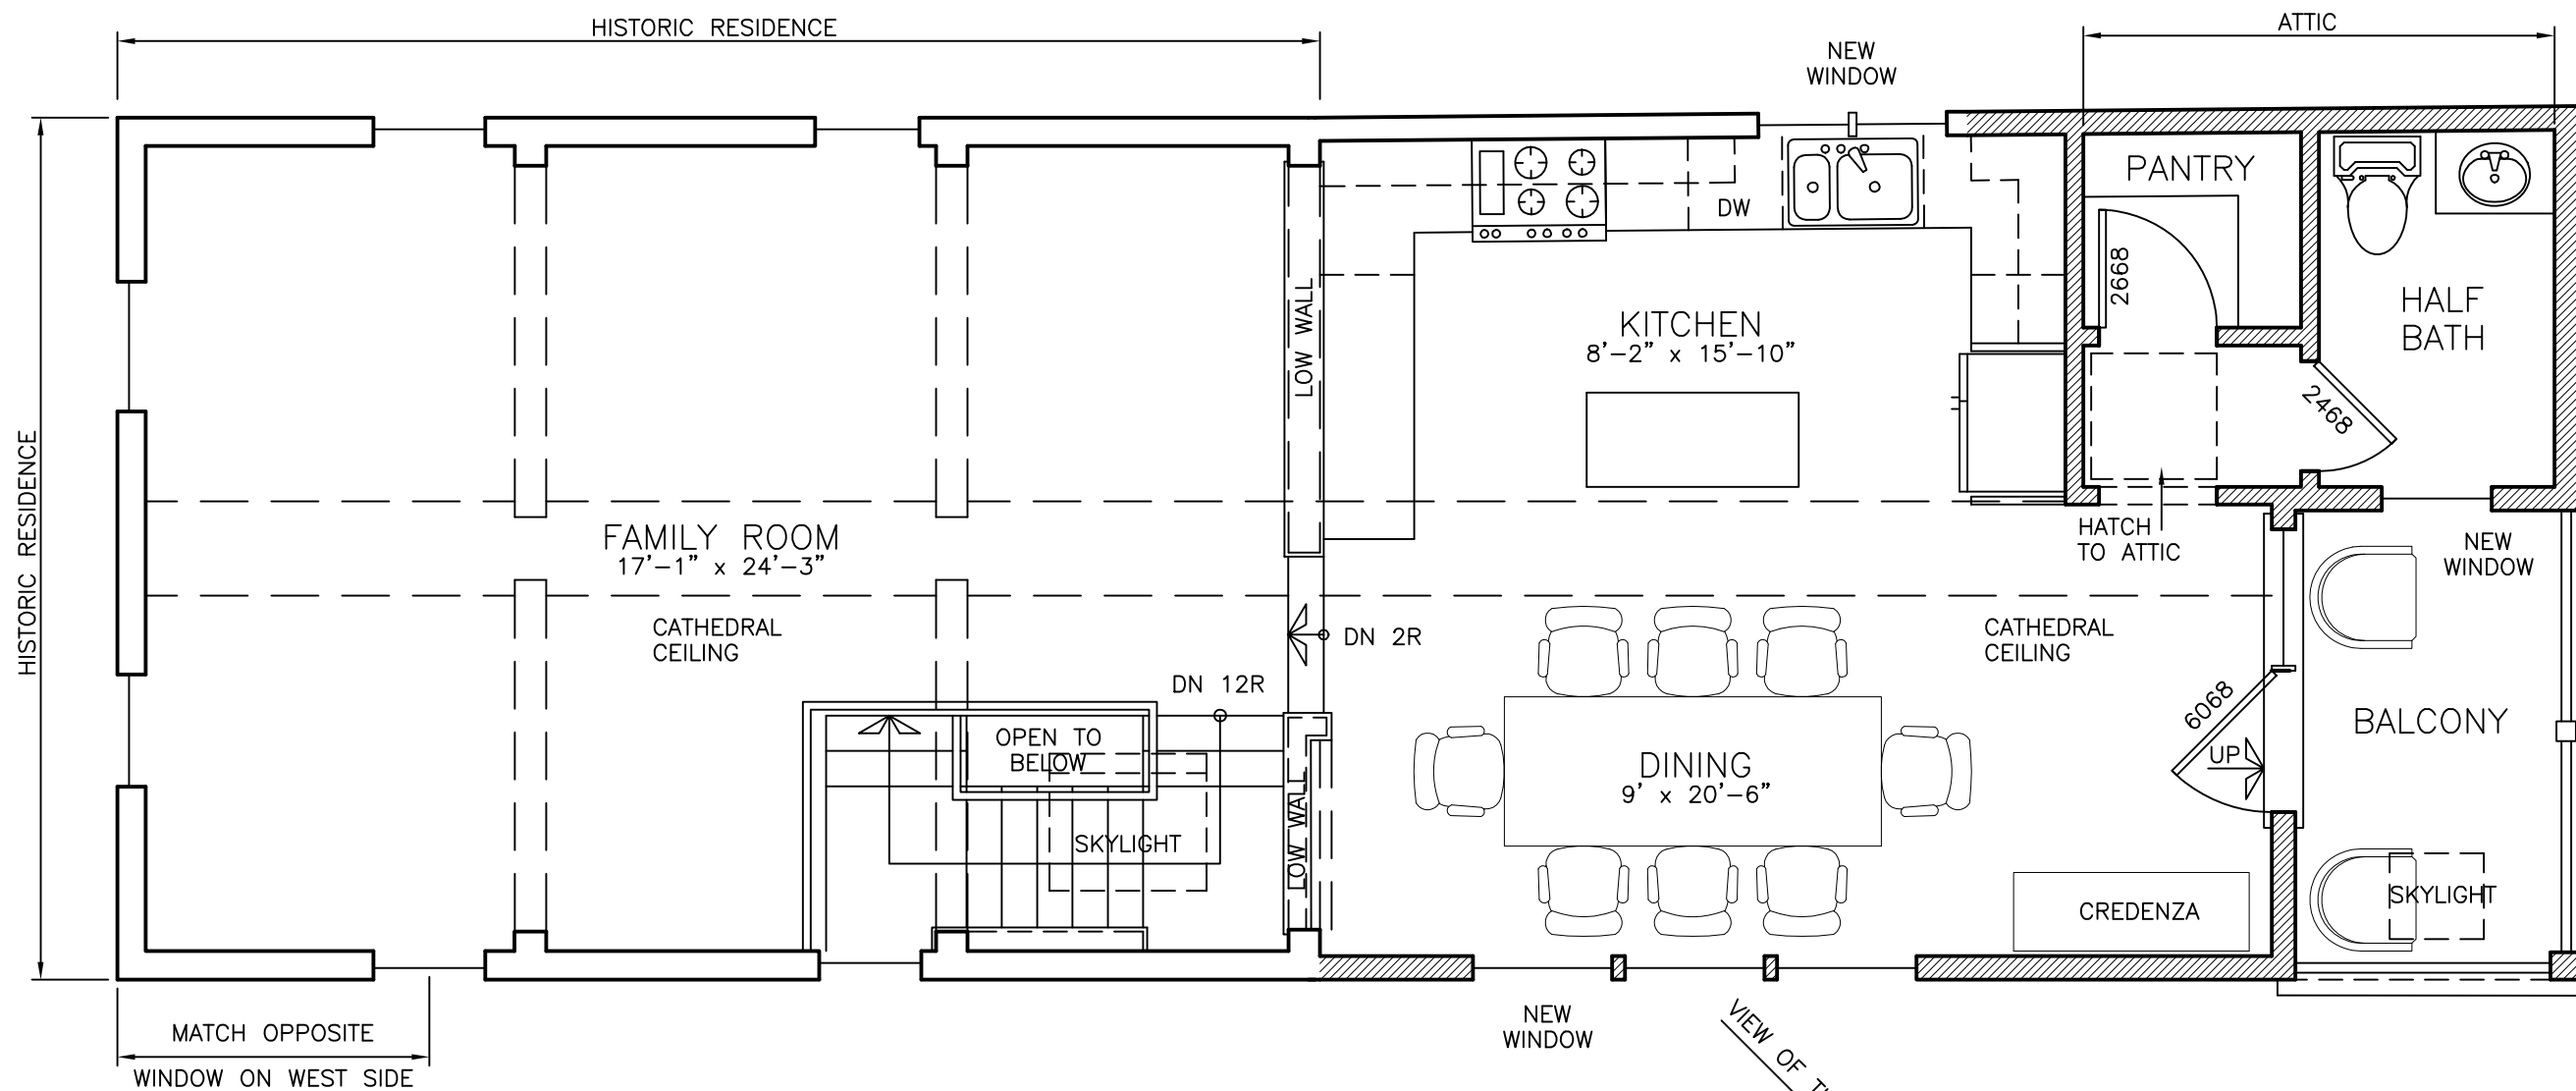 HISTORIC RESIDENCE
ATTIC
NEW
WINDOW
PANTRY
DW
2668
LOW WALL
HALF
BATH
KITCHEN
8'-2" x 15'-10"
2468
HISTORIC RESIDENCE
FAMILY ROOM
17'-1" x 24'-3"
HATCH
TO ATTIC
NEW
WINDOW
CATHEDRAL
CEILING
DN 2R
CATHEDRAL
CEILING
DN 12R
6068
BALCONY
OPEN TO
BELOW
UP
DINING
9' x 20'-6"
LOW WALL
SKYLIGHT
SKYLIGHT
CREDENZA
NEW
WINDOW
VIEW OF
MATCH OPPOSITE
WINDOW ON WEST SIDE